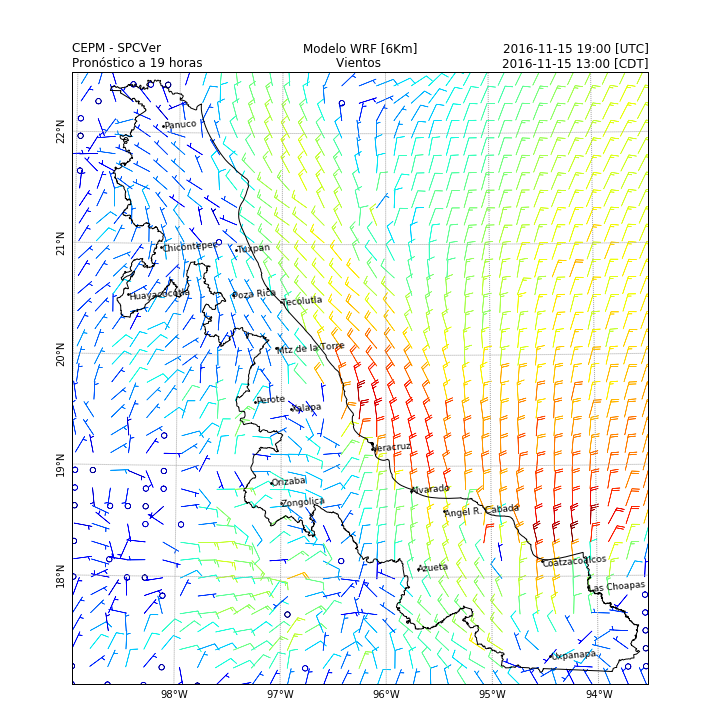 CEPM - SPCVer
Modelo WRF [6Km]
2016-11-15 19:00 [UTC]
Pronóstico a 19 horas
Vientos
2016-11-15 13:00 [CDT]
22°N
Panuco
21°N
Chicontepec
Tuxpan
Huayacocotla
Poza Rica
Tecolutla
20°N
Mtz de la Torre
Perote
Xalapa
19°N
Veracruz
Orizaba
Alvarado
Zongolica
Angel R. Cabada
18°N
Azueta
Coatzacoalcos
Las Choapas
Uxpanapa
98°W 97°W 96°W 95°W 94°W